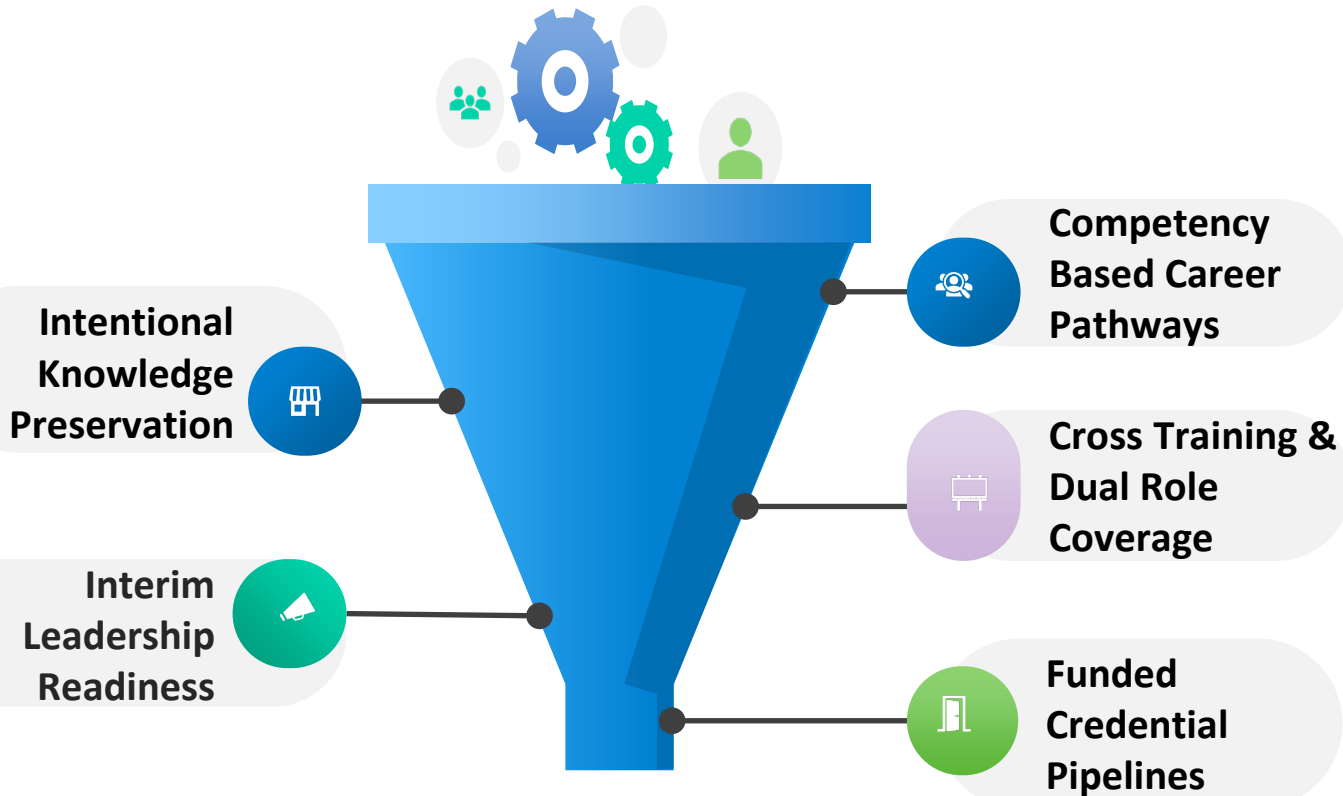 Intentional
Knowledge
Preservation
Interim
Leadership
Readiness
Competency
Based Career
Pathways
Cross Training &
Dual Role
Coverage
Funded
Credential
Pipelines